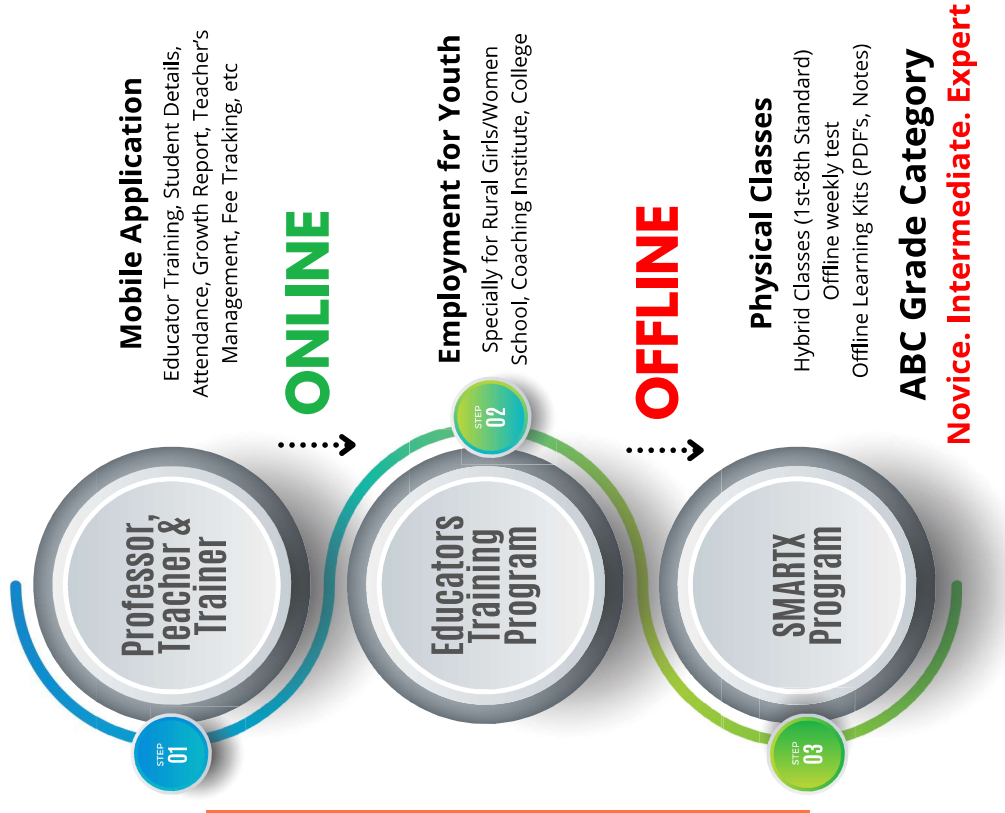 STEP
01
Professor,
Teacher &
Trainer
Mobile Application
Educator Training, Student Details,
Attendance, Growth Report, Teacher's
Management, Fee Tracking, etc
ONLINE
STEP
02
Educators
Training
Program
Employment for Youth
Specially for Rural Girls/Women
School, Coaching Institute, College
OFFLINE
STEP
03
SMARTX
Program
Physical Classes
Hybrid Classes (1st-8th Standard)
Offline weekly test
Offline Learning Kits (PDF's, Notes)
ABC Grade Category
Novice. Intermediate. Expert